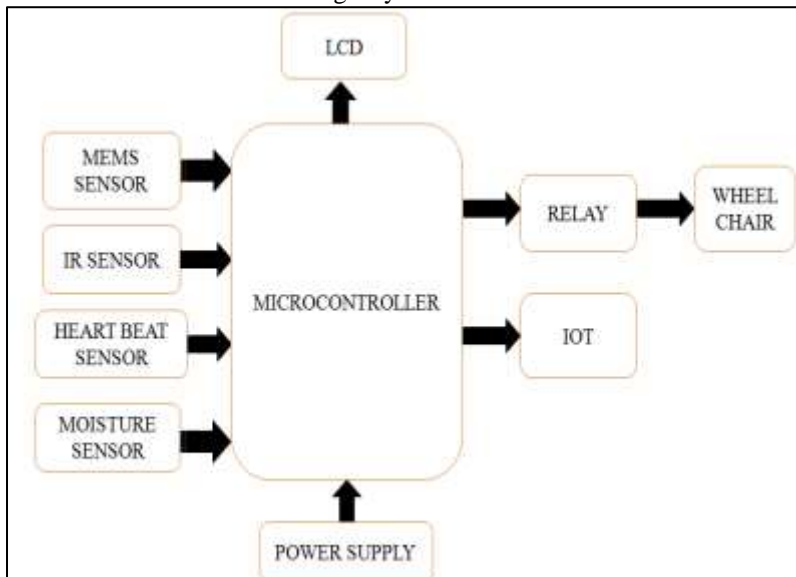 LCD
MEMS
SENSOR
IR SENSOR
HEART BEAT
SENSOR
MOISTURE
SENSOR
MICROCONTROLLER
RELAY
WHEEL
CHAIR
IOT
POWER SUPPLY